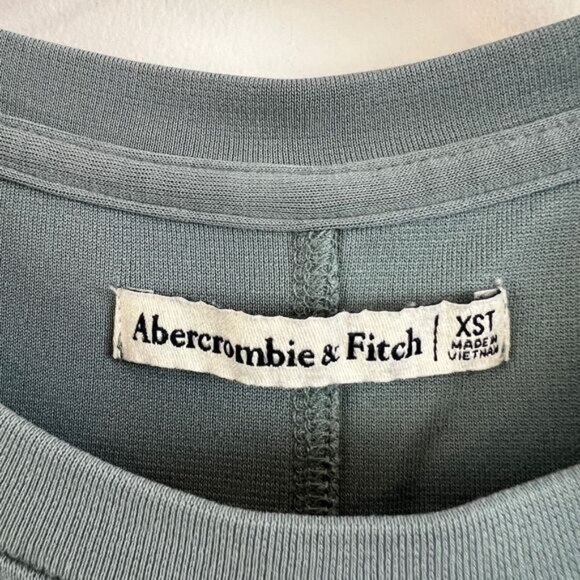 Abercrombie & Fitch
XST
MADE IN
VIETNAM